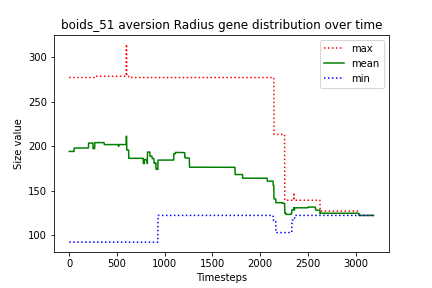 boids_51 aversion Radius gene distribution over time
max
mean
min
Size value
300
250
200
150
100
0 500 1000 1500 2000 2500 3000
Timesteps